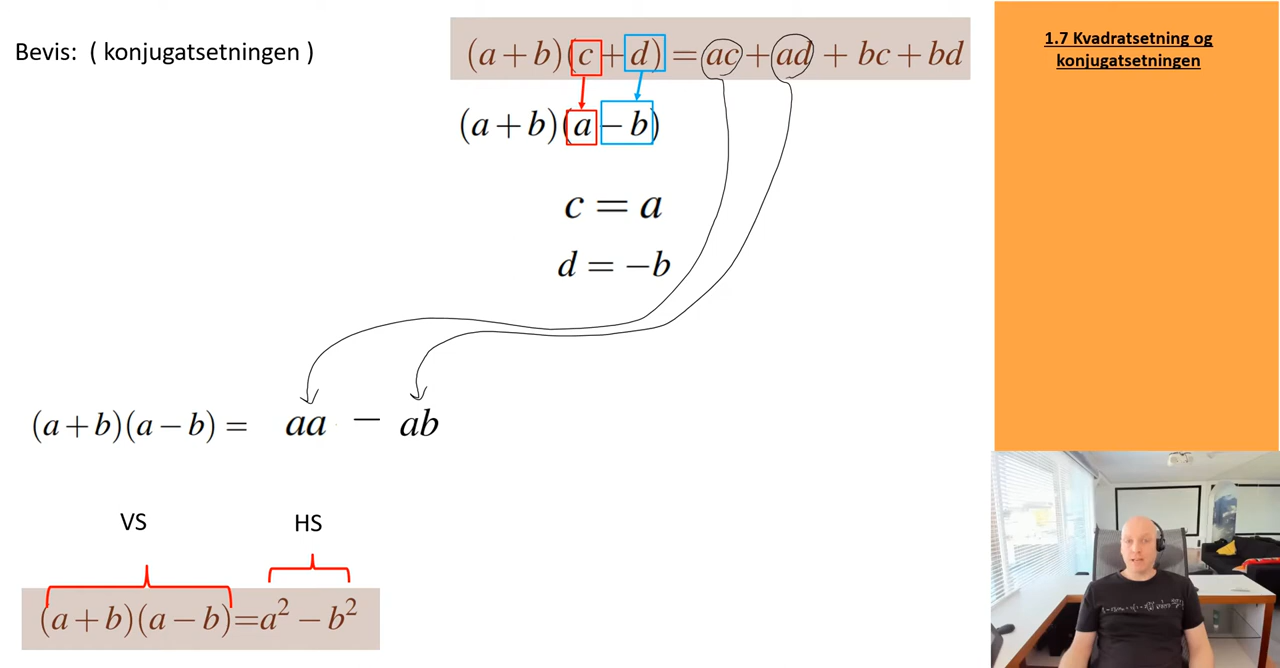 Bevis: ( konjugatsetningen )
(a+b)(c+d)=ac+ad+bc+bd
(a+b)(a−b)
c = a
d = −b
(a+b)(a−b) = aa − ab
VS HS
(a+b)(a−b)=a²−b²
1.7 Kvadratsetning og
konjugatsetningen